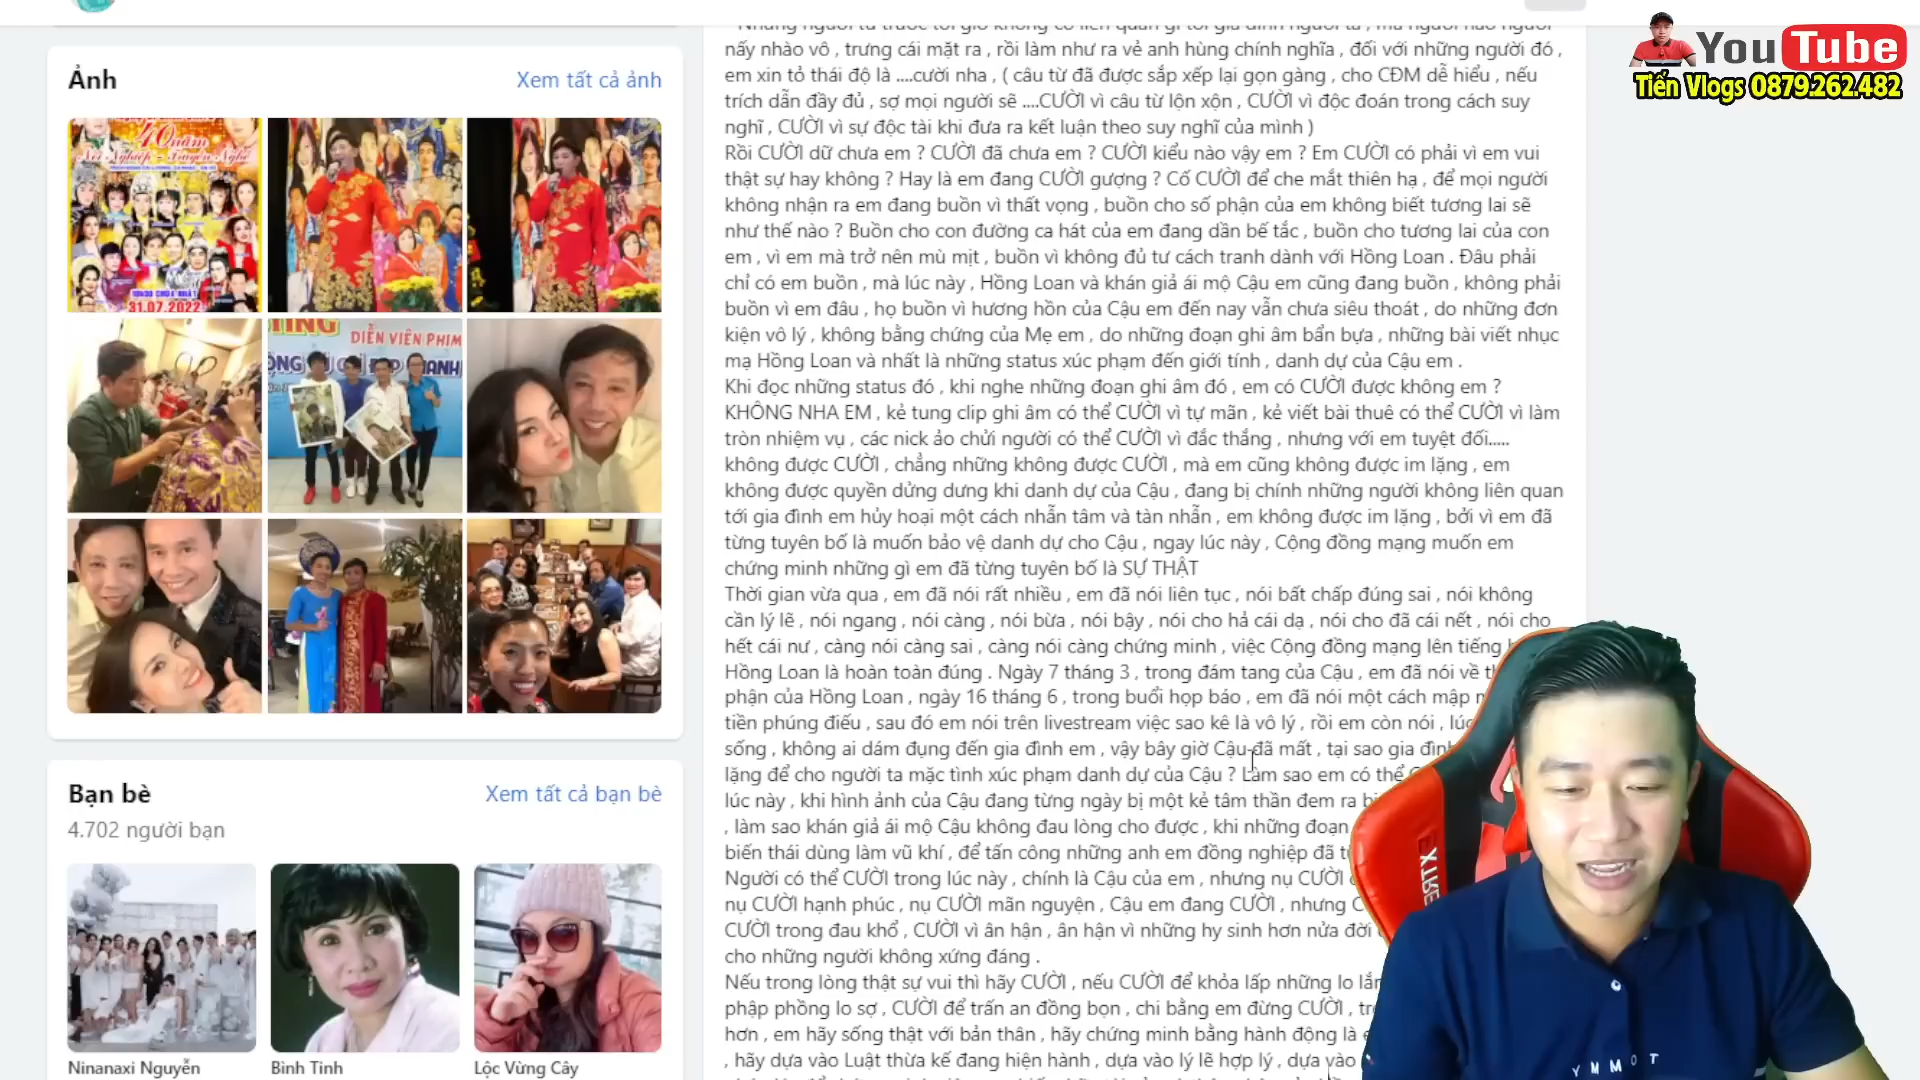 Ảnh
Xem tất cả ảnh
40 năm
31.07.2022
DIỄN VIÊN PHIM
Bạn bè
Xem tất cả bạn bè
4.702 người bạn
Ninanaxi Nguyễn
Bình Tinh
Lộc Vừng Cây
nấy nhào vô , trưng cái mặt ra , rồi làm như ra vẻ anh hùng chính nghĩa , đối với những người đó ,
em xin tỏ thái độ là ....cười nha , ( câu từ đã được sắp xếp lại gọn gàng , cho CĐM dễ hiểu , nếu
trích dẫn đầy đủ , sợ mọi người sẽ ....CƯỜI vì câu từ lộn xộn , CƯỜI vì độc đoán trong cách suy
nghĩ , CƯỜI vì sự độc tài khi đưa ra kết luận theo suy nghĩ của mình )
Rồi CƯỜI dữ chưa em ? CƯỜI đã chưa em ? CƯỜI kiểu nào vậy em ? Em CƯỜI có phải vì em vui
thật sự hay không ? Hay là em đang CƯỜI gượng ? Cố CƯỜI để che mắt thiên hạ , để mọi người
không nhận ra em đang buồn vì thất vọng , buồn cho số phận của em không biết tương lai sẽ
như thế nào ? Buồn cho con đường ca hát của em đang dần bế tắc , buồn cho tương lai của con
em , vì em mà trở nên mù mịt , buồn vì không đủ tư cách tranh dành với Hồng Loan . Đâu phải
chỉ có em buồn , mà lúc này , Hồng Loan và khán giả ái mộ Cậu em cũng đang buồn , không phải
buồn vì em đâu , họ buồn vì hương hồn của Cậu em đến nay vẫn chưa siêu thoát , do những đơn
kiện vô lý , không bằng chứng của Mẹ em , do những đoạn ghi âm bẩn bựa , những bài viết nhục
mạ Hồng Loan và nhất là những status xúc phạm đến giới tính , danh dự của Cậu em .
Khi đọc những status đó , khi nghe những đoạn ghi âm đó , em có CƯỜI được không em ?
KHÔNG NHA EM , kẻ tung clip ghi âm có thể CƯỜI vì tự mãn , kẻ viết bài thuê có thể CƯỜI vì làm
tròn nhiệm vụ , các nick ảo chửi người có thể CƯỜI vì đắc thắng , nhưng với em tuyệt đối.....
không được CƯỜI , chẳng những không được CƯỜI , mà em cũng không được im lặng , em
không được quyền dửng dưng khi danh dự của Cậu , đang bị chính những người không liên quan
tới gia đình em hủy hoại một cách nhẫn tâm và tàn nhẫn , em không được im lặng , bởi vì em đã
từng tuyên bố là muốn bảo vệ danh dự cho Cậu , ngay lúc này , Cộng đồng mạng muốn em
chứng minh những gì em đã từng tuyên bố là SỰ THẬT
Thời gian vừa qua , em đã nói rất nhiều , em đã nói liên tục , nói bất chấp đúng sai , nói không
cần lý lẽ , nói ngang , nói càng , nói bừa , nói bậy , nói cho hả cái dạ , nói cho đã cái nết , nói cho
hết cái nư , càng nói càng sai , càng nói càng chứng minh , việc Cộng đồng mạng lên tiếng
Hồng Loan là hoàn toàn đúng . Ngày 7 tháng 3 , trong đám tang của Cậu , em đã nói về
phận của Hồng Loan , ngày 16 tháng 6 , trong buổi họp báo , em đã nói một cách mập
tiền phúng điếu , sau đó em nói trên livestream việc sao kê là vô lý , rồi em còn nói ,
sống , không ai dám đụng đến gia đình em , vậy bây giờ Cậu đã mất , tại sao gia
lặng để cho người ta mặc tình xúc phạm danh dự của Cậu ? Làm sao em có thể
lúc này , khi hình ảnh của Cậu đang từng ngày bị một kẻ tâm thần đem ra
, làm sao khán giả ái mộ Cậu không đau lòng cho được , khi những đoạn
biến thái dùng làm vũ khí , để tấn công những anh em đồng nghiệp đã
Người có thể CƯỜI trong lúc này , chính là Cậu của em , nhưng nụ CƯỜI
nụ CƯỜI hạnh phúc , nụ CƯỜI mãn nguyện , Cậu em đang CƯỜI , nhưng
CƯỜI trong đau khổ , CƯỜI vì ân hận , ân hận vì những hy sinh hơn nửa đời
cho những người không xứng đáng .
Nếu trong lòng thật sự vui thì hãy CƯỜI , nếu CƯỜI để khỏa lấp những lo
phập phồng lo sợ , CƯỜI để trấn an đồng bọn , chi bằng em đừng CƯỜI ,
hơn , em hãy sống thật với bản thân , hãy chứng minh bằng hành động là
, hãy dựa vào Luật thừa kế đang hiện hành , dựa vào lý lẽ hợp lý , dựa vào
YouTube
Tiến Vlogs 0879.262.482
YMMOT